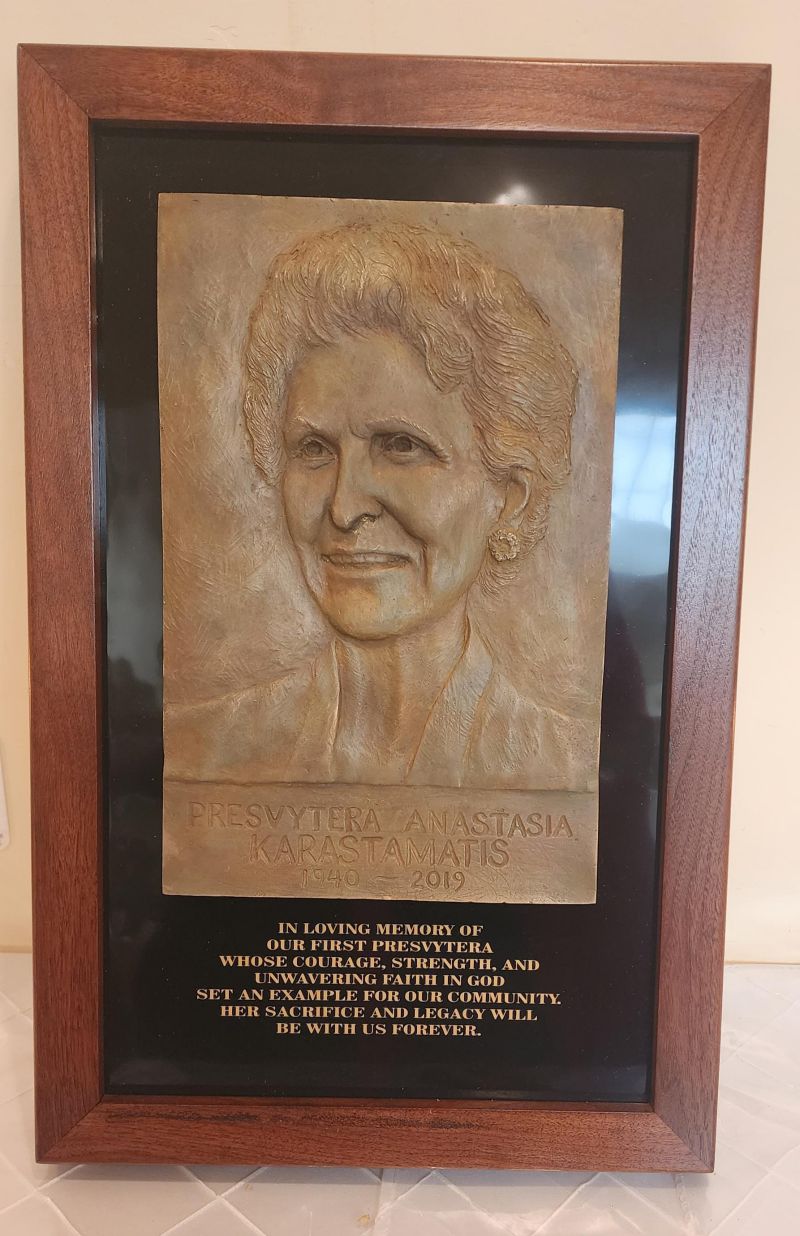 PRESVYTERA ANASTASIA
KARASTAMATIS
1940 — 2019
IN LOVING MEMORY OF
OUR FIRST PRESVYTERA
WHOSE COURAGE, STRENGTH, AND
UNWAVERING FAITH IN GOD
SET AN EXAMPLE FOR OUR COMMUNITY.
HER SACRIFICE AND LEGACY WILL
BE WITH US FOREVER.